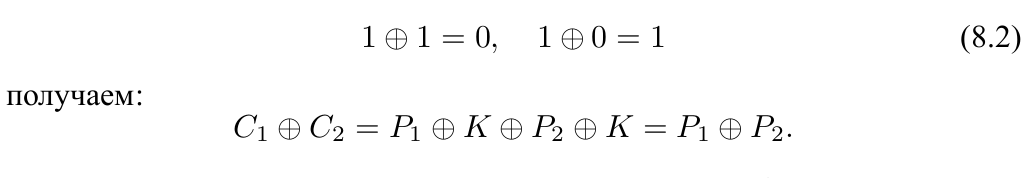 1 ⊕ 1 = 0, 1 ⊕ 0 = 1 (8.2)
получаем:
C₁ ⊕ C₂ = P₁ ⊕ K ⊕ P₂ ⊕ K = P₁ ⊕ P₂.